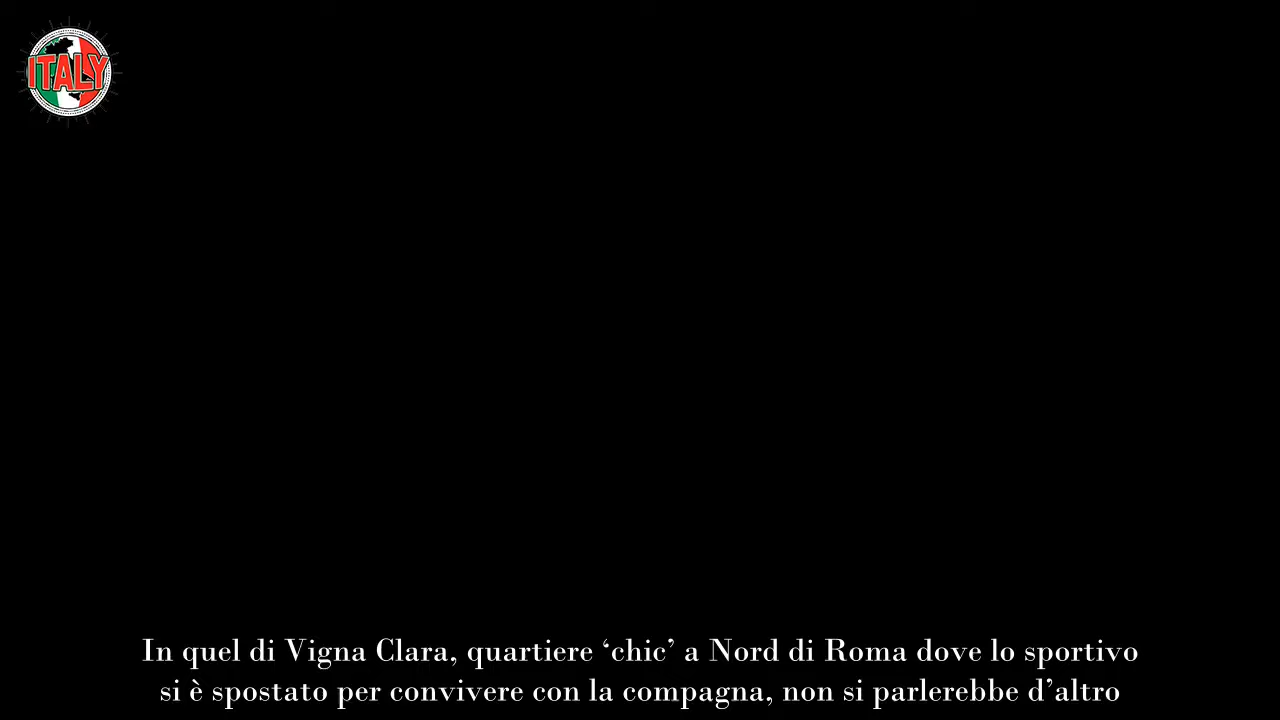 ITALY
In quel di Vigna Clara, quartiere ‘chic’ a Nord di Roma dove lo sportivo
si è spostato per convivere con la compagna, non si parlerebbe d’altro